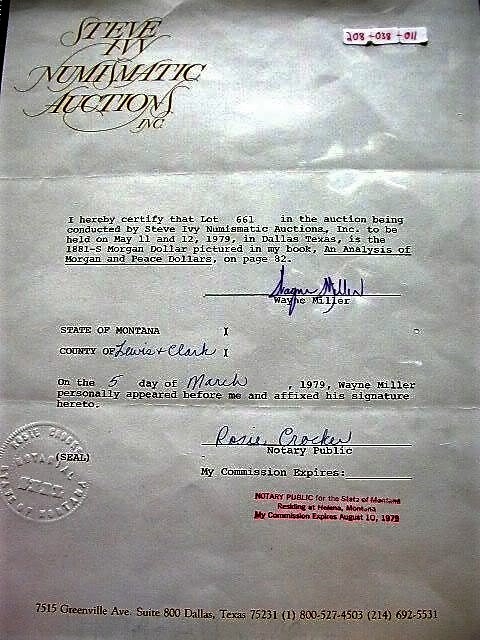 STEVE
IVY
NUMISMATIC
AUCTIONS,
INC.
208-038-011
I hereby certify that Lot 661 in the auction being
conducted by Steve Ivy Numismatic Auctions, Inc. to be
held on May 11 and 12, 1979, in Dallas Texas, is the
1881-S Morgan Dollar pictured in my book, An Analysis of
Morgan and Peace Dollars, on page 82.
Wayne Miller
Wayne Miller
STATE OF MONTANA I
COUNTY OF Lewis + Clark I
On the 5 day of March , 1979, Wayne Miller
personally appeared before me and affixed his signature
hereto.
Rosie Crocker
(SEAL) Notary Public
My Commission Expires:
NOTARIAL
SEAL
STATE OF MONTANA
NOTARY PUBLIC for the State of Montana
Residing at Helena, Montana
My Commission Expires August 10, 1979
7515 Greenville Ave. Suite 800 Dallas, Texas 75231 (1) 800-527-4503 (214) 692-5531